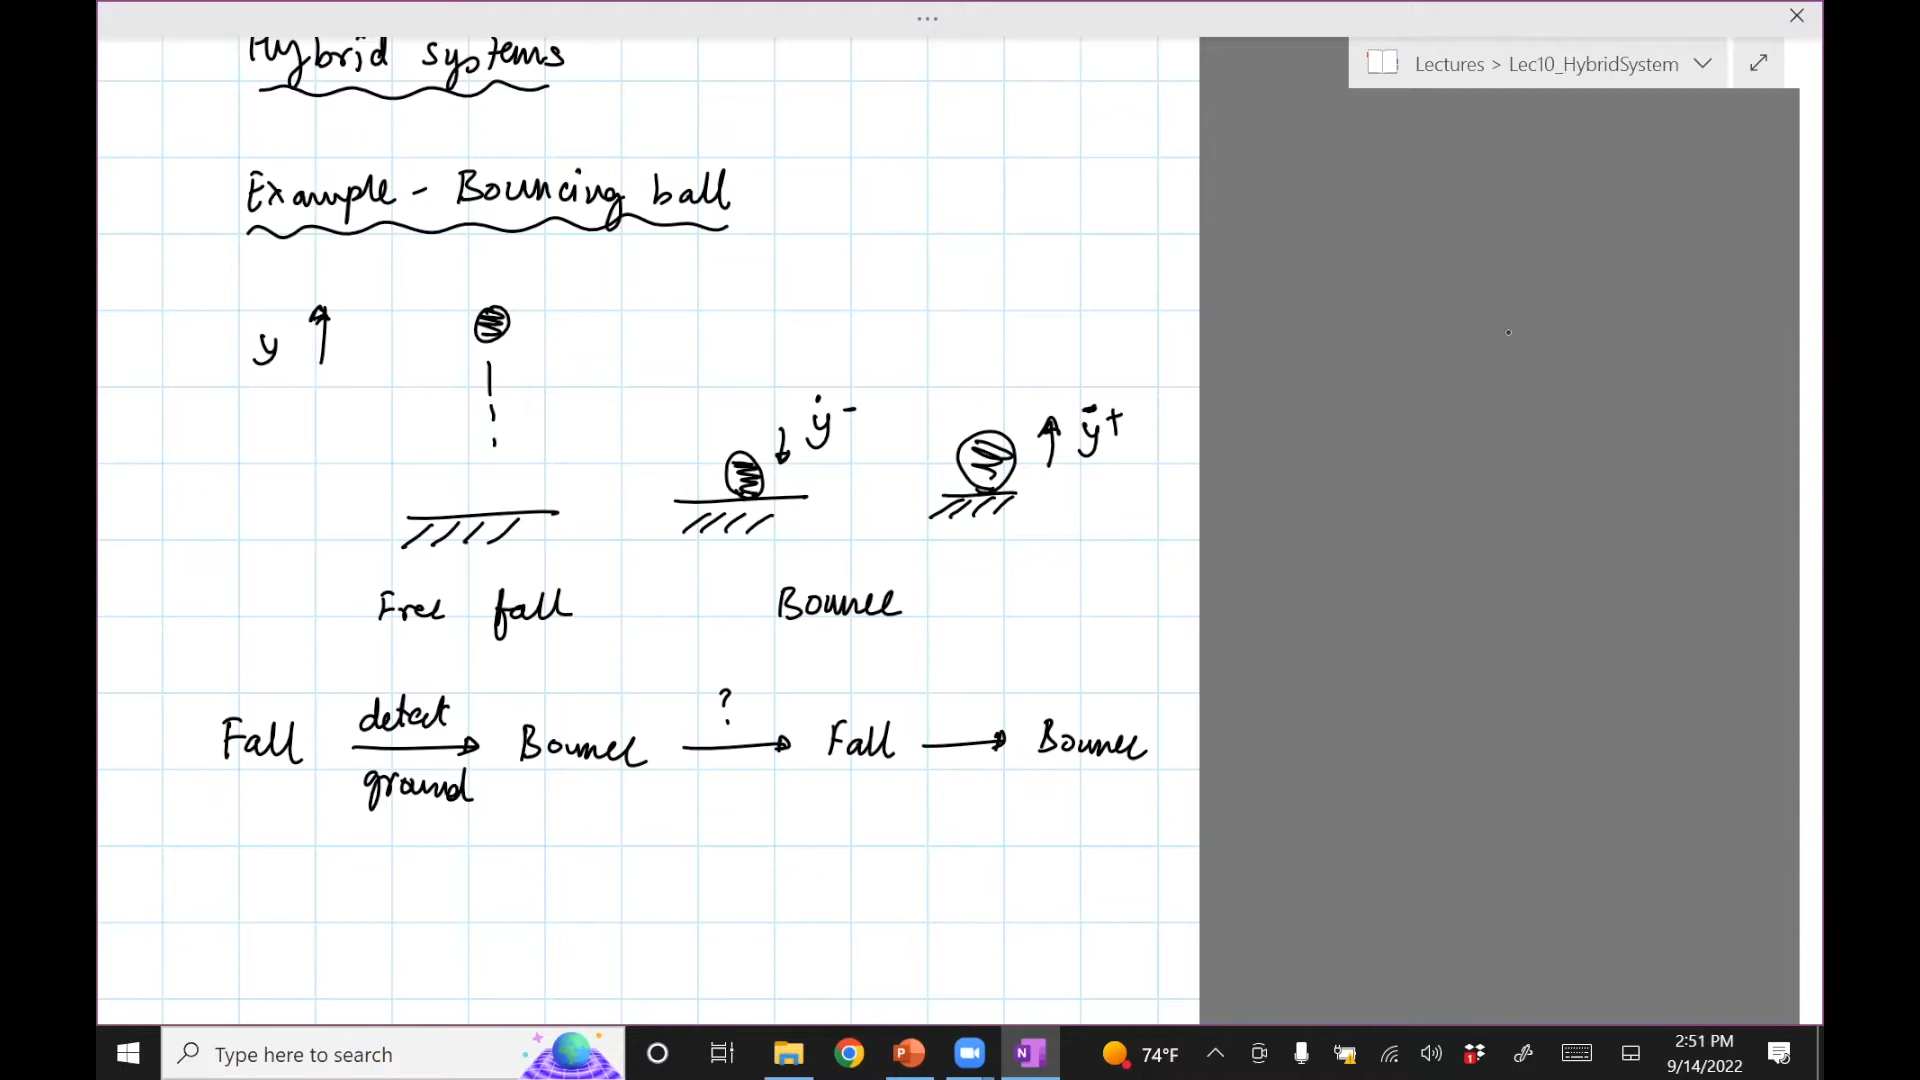 ...
Lectures > Lec10_HybridSystem
Hybrid systems
Example - Bouncing ball
y
ẏ-
ẏ+
Free fall
Bounce
?
detect
Fall Bounce Fall Bounce
ground
Type here to search
74°F
1
2:51 PM
9/14/2022